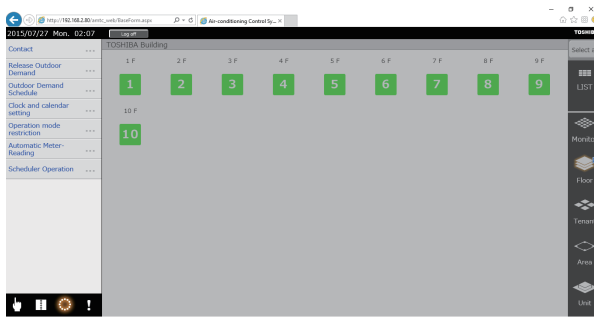 http://192.168.2.80/amtc_web/BaseForm.aspx
Air-conditioning Control Sy...
2015/07/27 Mon. 02:07
Log off
TOSHIB
Contact ---
TOSHIBA Building
Select a
Release Outdoor
Demand ---
Outdoor Demand
Schedule ---
Clock and calendar
setting ---
Operation mode
restriction ---
Automatic Meter-
Reading ---
Scheduler Operation ---
1 F 2 F 3 F 4 F 5 F 6 F 7 F 8 F 9 F
1 2 3 4 5 6 7 8 9
10 F
10
LIST
Monito
Floor
Tenan
Area
Unit